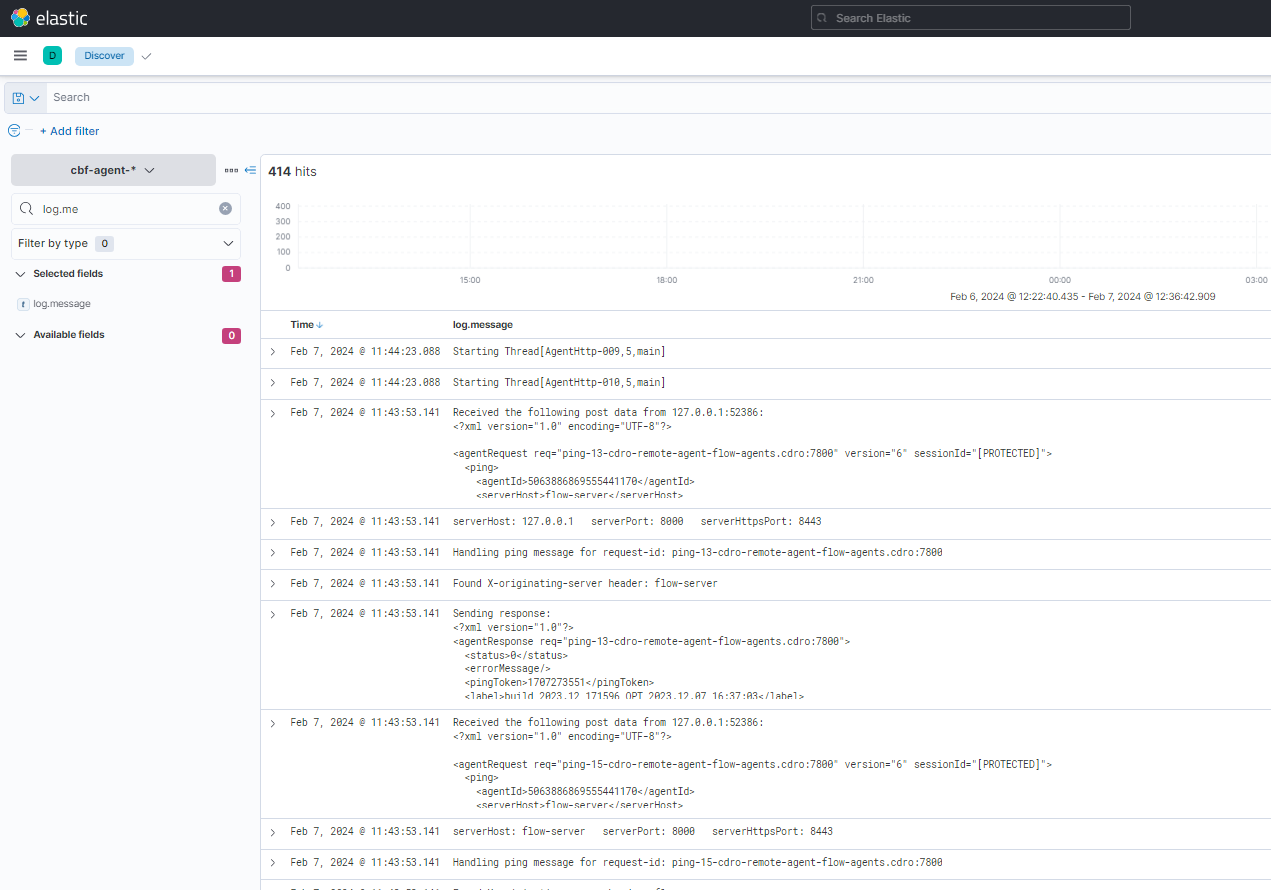 elastic
Search Elastic
D
Discover
Search
+ Add filter
cbf-agent-*
log.me
Filter by type 0
Selected fields 1
t log.message
Available fields 0
414 hits
400
300
200
100
0
15:00 18:00 21:00 00:00 03:00
Feb 6, 2024 @ 12:22:40.435 - Feb 7, 2024 @ 12:36:42.909
Time log.message
Feb 7, 2024 @ 11:44:23.088 Starting Thread[AgentHttp-009,5,main]
Feb 7, 2024 @ 11:44:23.088 Starting Thread[AgentHttp-010,5,main]
Feb 7, 2024 @ 11:43:53.141 Received the following post data from 127.0.0.1:52386:
<?xml version="1.0" encoding="UTF-8"?>
<agentRequest req="ping-13-cdro-remote-agent-flow-agents.cdro:7800" version="6" sessionId="[PROTECTED]">
<ping>
<agentId>5063886869555441170</agentId>
<serverHost>flow-server</serverHost>
Feb 7, 2024 @ 11:43:53.141 serverHost: 127.0.0.1 serverPort: 8000 serverHttpsPort: 8443
Feb 7, 2024 @ 11:43:53.141 Handling ping message for request-id: ping-13-cdro-remote-agent-flow-agents.cdro:7800
Feb 7, 2024 @ 11:43:53.141 Found X-originating-server header: flow-server
Feb 7, 2024 @ 11:43:53.141 Sending response:
<?xml version="1.0"?>
<agentResponse req="ping-13-cdro-remote-agent-flow-agents.cdro:7800">
<status>0</status>
<errorMessage/>
<pingToken>1707273551</pingToken>
<label>build_2023.12_171596_OPT_2023.12.07_16:37:03</label>
Feb 7, 2024 @ 11:43:53.141 Received the following post data from 127.0.0.1:52386:
<?xml version="1.0" encoding="UTF-8"?>
<agentRequest req="ping-15-cdro-remote-agent-flow-agents.cdro:7800" version="6" sessionId="[PROTECTED]">
<ping>
<agentId>5063886869555441170</agentId>
<serverHost>flow-server</serverHost>
Feb 7, 2024 @ 11:43:53.141 serverHost: flow-server serverPort: 8000 serverHttpsPort: 8443
Feb 7, 2024 @ 11:43:53.141 Handling ping message for request-id: ping-15-cdro-remote-agent-flow-agents.cdro:7800